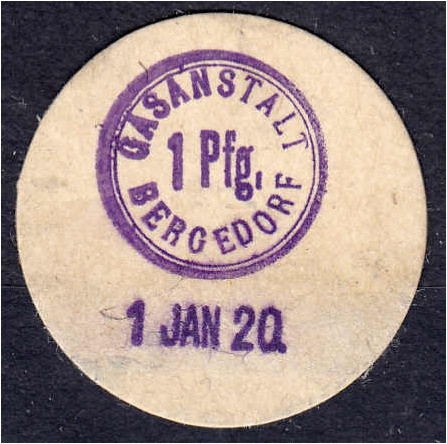 GASANSTALT
1 Pfg.
BERGEDORF
1 JAN 20